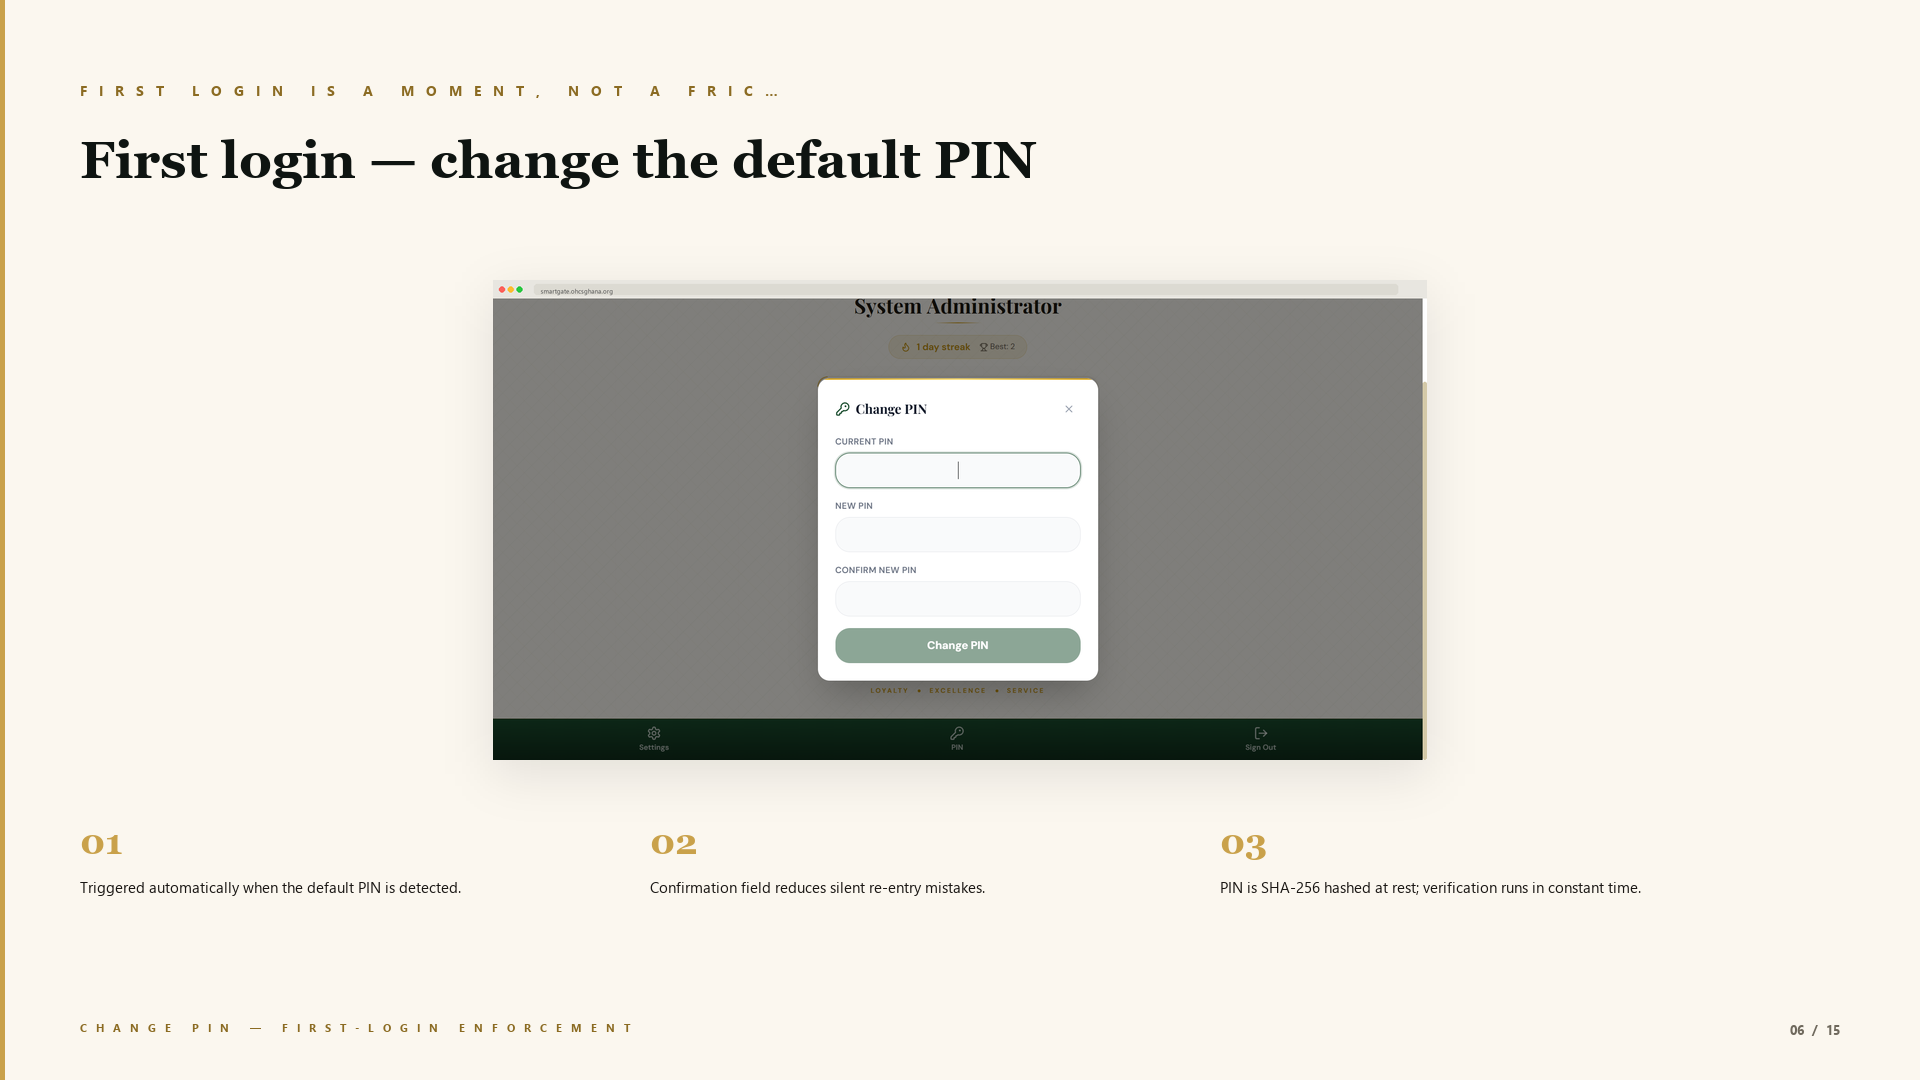 FIRST LOGIN IS A MOMENT, NOT A FRIC…
First login — change the default PIN
smartgate.ohcsghana.org
System Administrator
1 day streak Best: 2
Change PIN ×
CURRENT PIN
NEW PIN
CONFIRM NEW PIN
Change PIN
LOYALTY • EXCELLENCE • SERVICE
Settings PIN Sign Out
01 02 03
Triggered automatically when the default PIN is detected. Confirmation field reduces silent re-entry mistakes. PIN is SHA-256 hashed at rest; verification runs in constant time.
CHANGE PIN — FIRST-LOGIN ENFORCEMENT 06 / 15